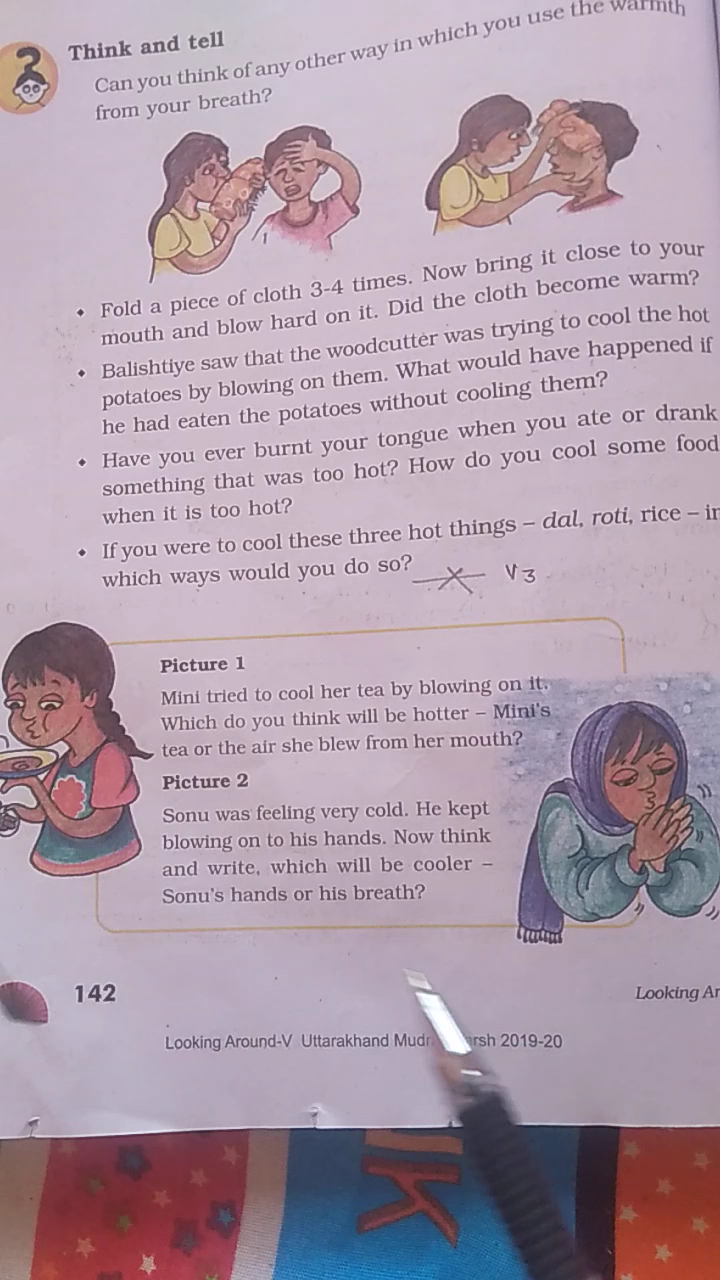 Think and tell
Can you think of any other way in which you use the warmth
from your breath?
• Fold a piece of cloth 3-4 times. Now bring it close to your
mouth and blow hard on it. Did the cloth become warm?
• Balishtiye saw that the woodcutter was trying to cool the hot
potatoes by blowing on them. What would have happened if
he had eaten the potatoes without cooling them?
• Have you ever burnt your tongue when you ate or drank
something that was too hot? How do you cool some food
when it is too hot?
• If you were to cool these three hot things – dal, roti, rice – in
which ways would you do so? V3
Picture 1
Mini tried to cool her tea by blowing on it.
Which do you think will be hotter – Mini's
tea or the air she blew from her mouth?
Picture 2
Sonu was feeling very cold. He kept
blowing on to his hands. Now think
and write, which will be cooler –
Sonu's hands or his breath?
142
Looking Ar
Looking Around-V Uttarakhand Mudr rsh 2019-20